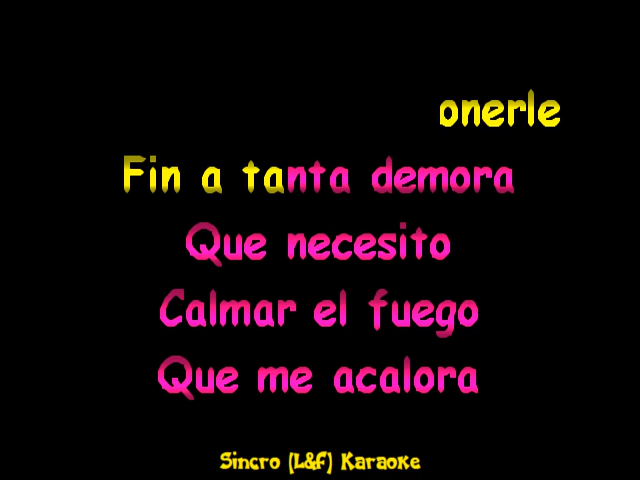 onerle
Fin a tanta demora
Que necesito
Calmar el fuego
Que me acalora
Sincro (L&F) Karaoke